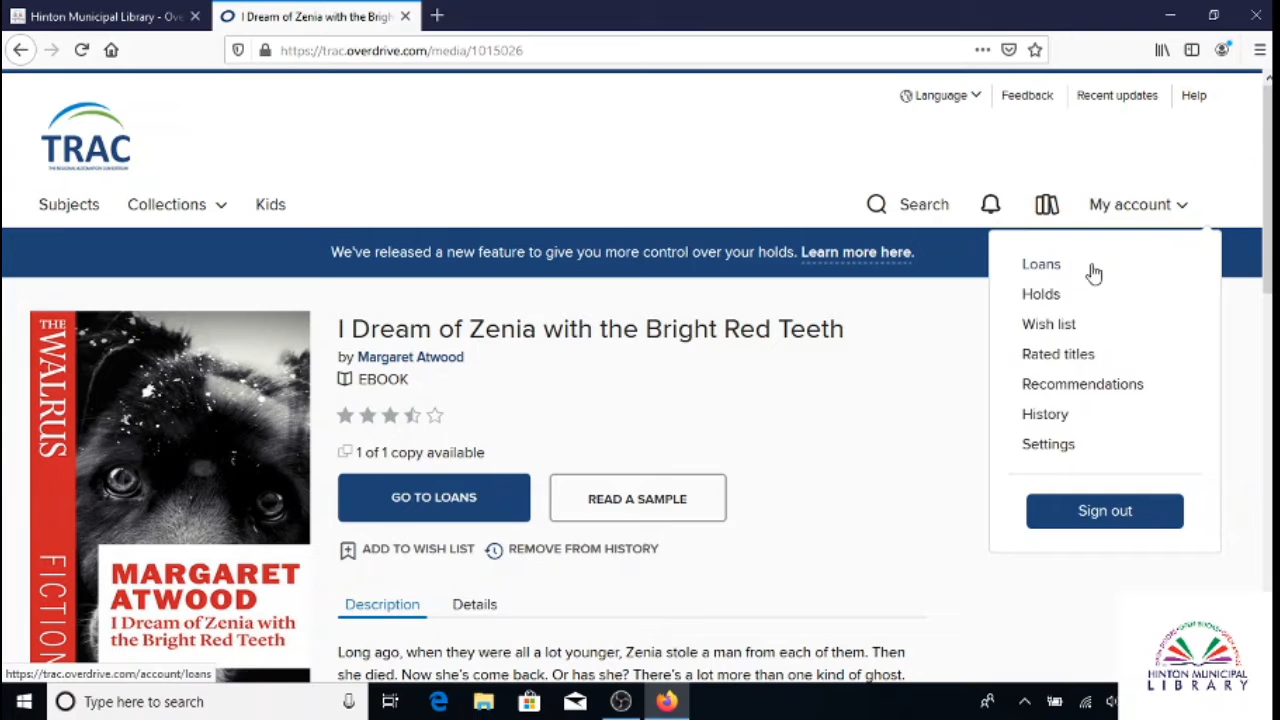 Hinton Municipal Library - Ove
I Dream of Zenia with the Brigh
https://trac.overdrive.com/media/1015026
Language
Feedback
Recent updates
Help
TRAC
THE REGIONAL AUTOMATION CONSORTIUM
Subjects
Collections
Kids
Search
My account
We've released a new feature to give you more control over your holds. Learn more here.
Loans
Holds
Wish list
Rated titles
Recommendations
History
Settings
Sign out
THE WALRUS
FICTION
MARGARET
ATWOOD
I Dream of Zenia with
the Bright Red Teeth
I Dream of Zenia with the Bright Red Teeth
by Margaret Atwood
EBOOK
1 of 1 copy available
GO TO LOANS
READ A SAMPLE
ADD TO WISH LIST
REMOVE FROM HISTORY
Description
Details
Long ago, when they were all a lot younger, Zenia stole a man from each of them. Then
she died. Now she's come back. Or has she? There's a lot more than one kind of ghost.
https://trac.overdrive.com/account/loans
Type here to search
HINTON MUNICIPAL
LIBRARY